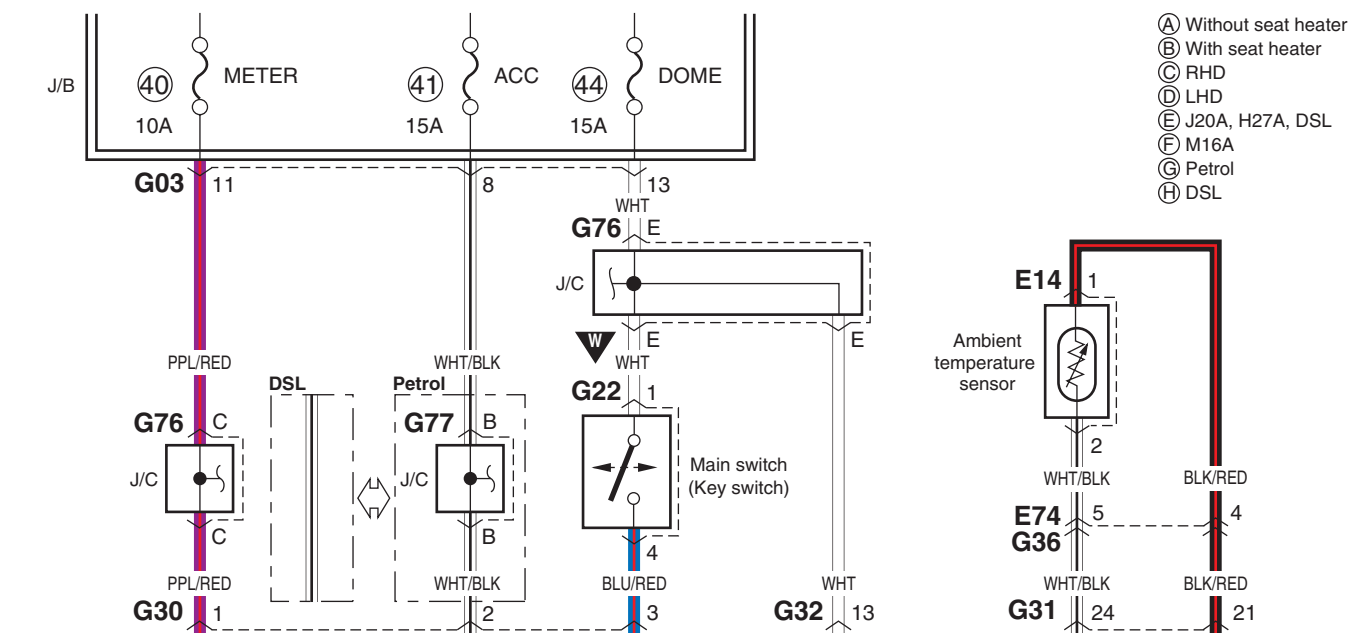 J/B
40 METER
10A
41 ACC
15A
44 DOME
15A
A Without seat heater
B With seat heater
C RHD
D LHD
E J20A, H27A, DSL
F M16A
G Petrol
H DSL
G03 11
8
13
WHT
G76 E
J/C
E
E
W
WHT
PPL/RED
WHT/BLK
DSL
Petrol
G76 C
J/C
C
G77 B
J/C
B
G22 1
Main switch
(Key switch)
4
PPL/RED
WHT/BLK
BLU/RED
WHT
G30 1
2
3
G32 13
E14 1
Ambient
temperature
sensor
2
WHT/BLK
BLK/RED
E74 5
4
G36
WHT/BLK
BLK/RED
G31 24
21